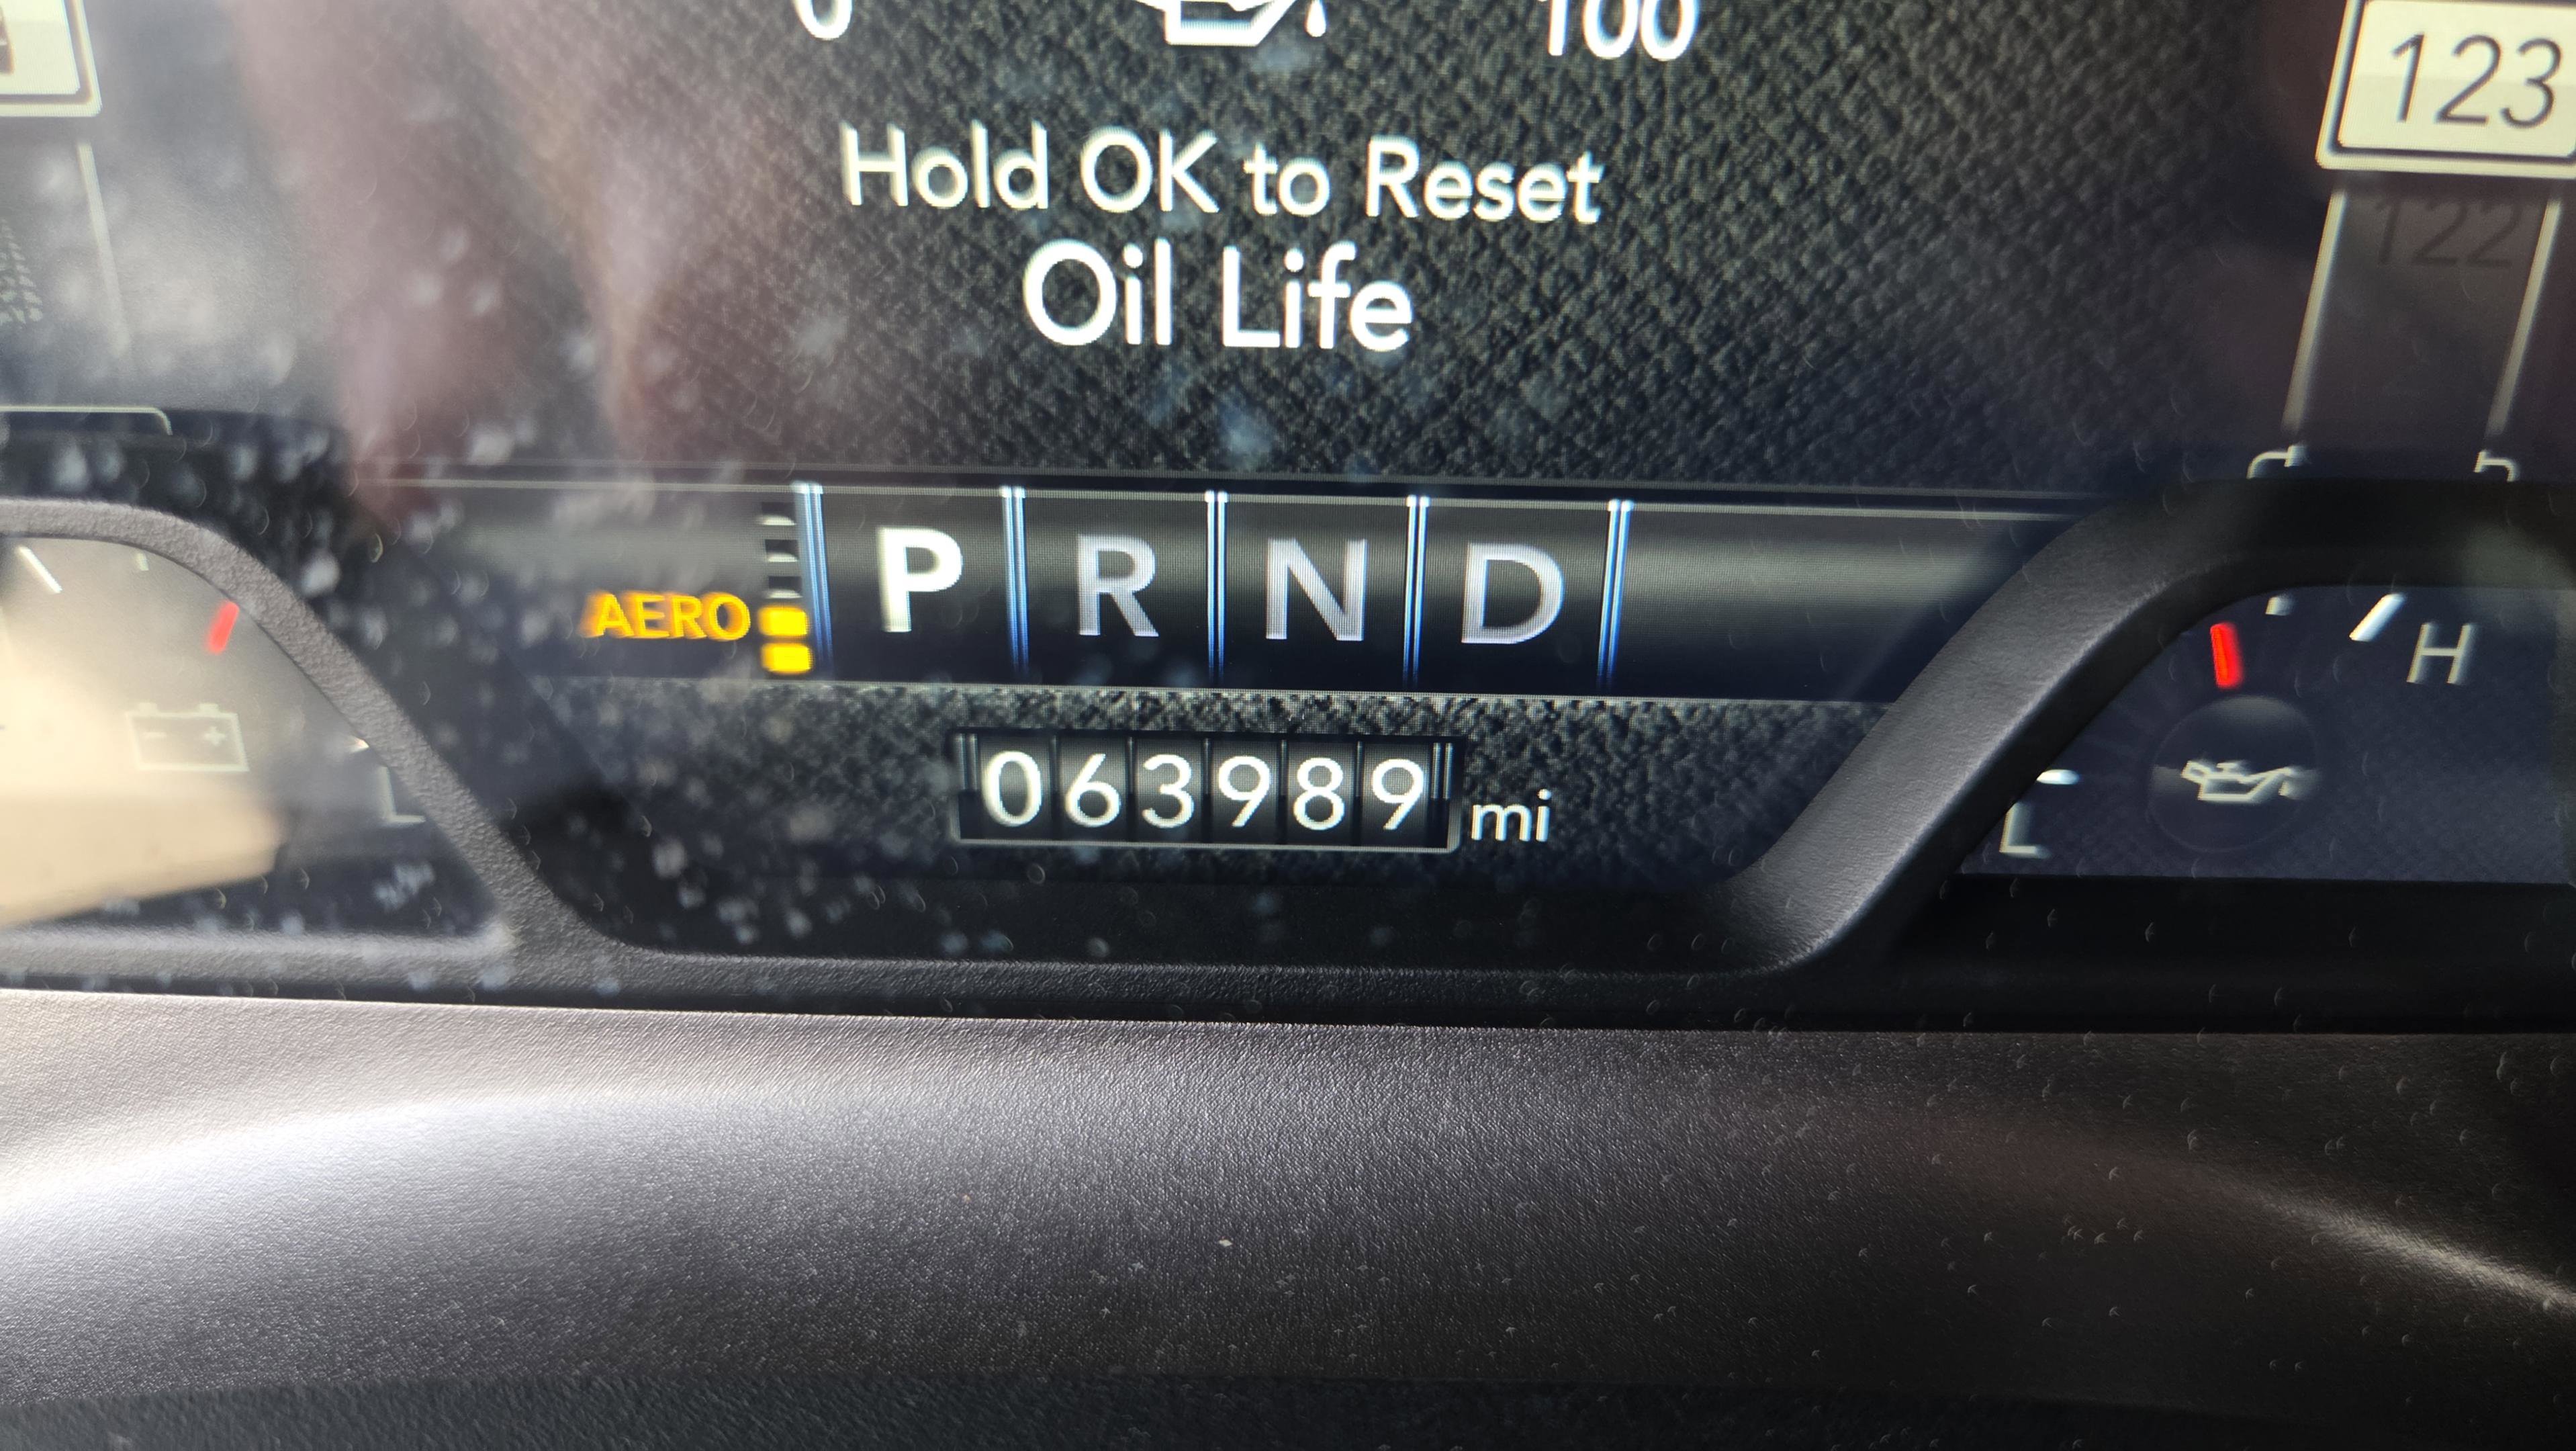 0 100
123
Hold OK to Reset
122
Oil Life
AERO P R N D
H
063989 mi
L
L